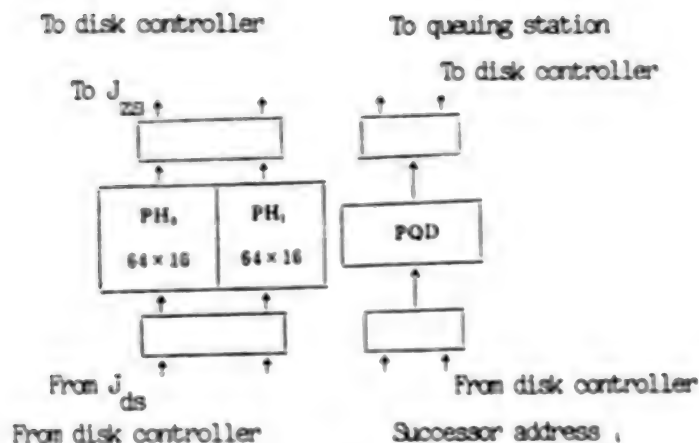 To disk controller To queuing station
To disk controller
To J_zs
PH₀ PH₁ PQD
64 × 16 64 × 16
From J_ds From disk controller
From disk controller Successor address